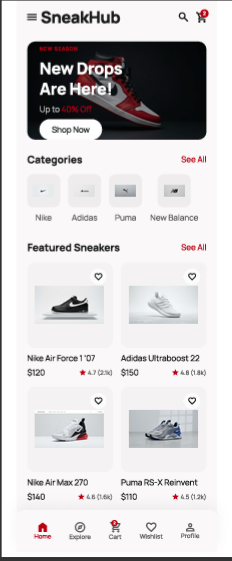 SneakHub
9
NEW SEASON
New Drops
Are Here!
Up to 40% Off
Shop Now
Categories See All
Nike Adidas Puma New Balance
Featured Sneakers See All
Nike Air Force 1 '07 Adidas Ultraboost 22
$120 4.7 (2.1k) $150 4.8 (1.8k)
Nike Air Max 270 Puma RS-X Reinvent
$140 4.6 (1.6k) $110 4.5 (1.2k)
Home Explore Cart Wishlist Profile